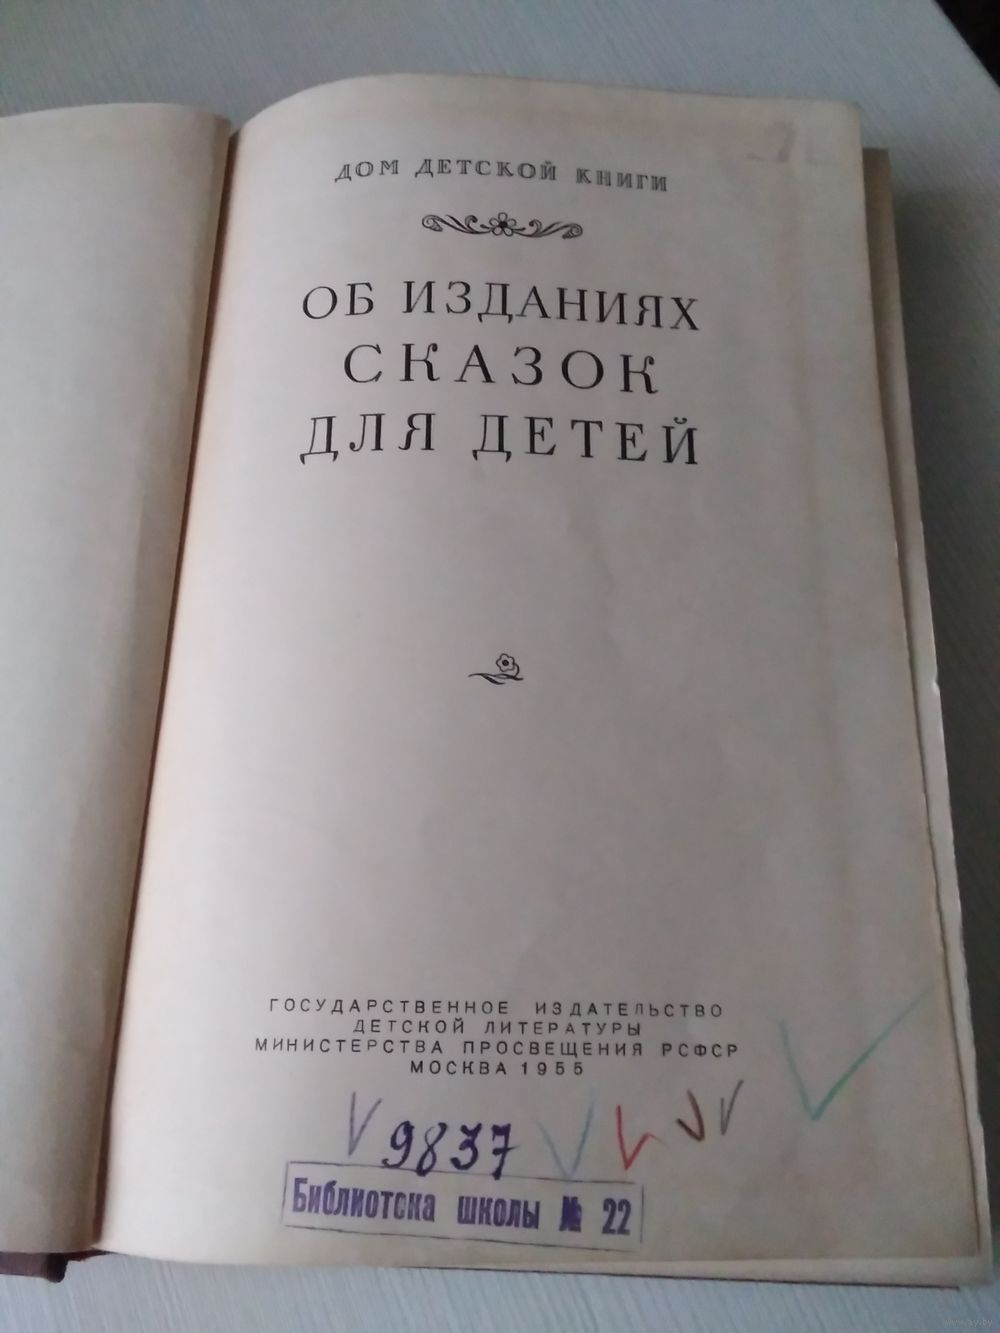 ДОМ ДЕТСКОЙ КНИГИ
ОБ ИЗДАНИЯХ
СКАЗОК
ДЛЯ ДЕТЕЙ
ГОСУДАРСТВЕННОЕ ИЗДАТЕЛЬСТВО
ДЕТСКОЙ ЛИТЕРАТУРЫ
МИНИСТЕРСТВА ПРОСВЕЩЕНИЯ РСФСР
МОСКВА 1955
9837
Библиотека школы № 22